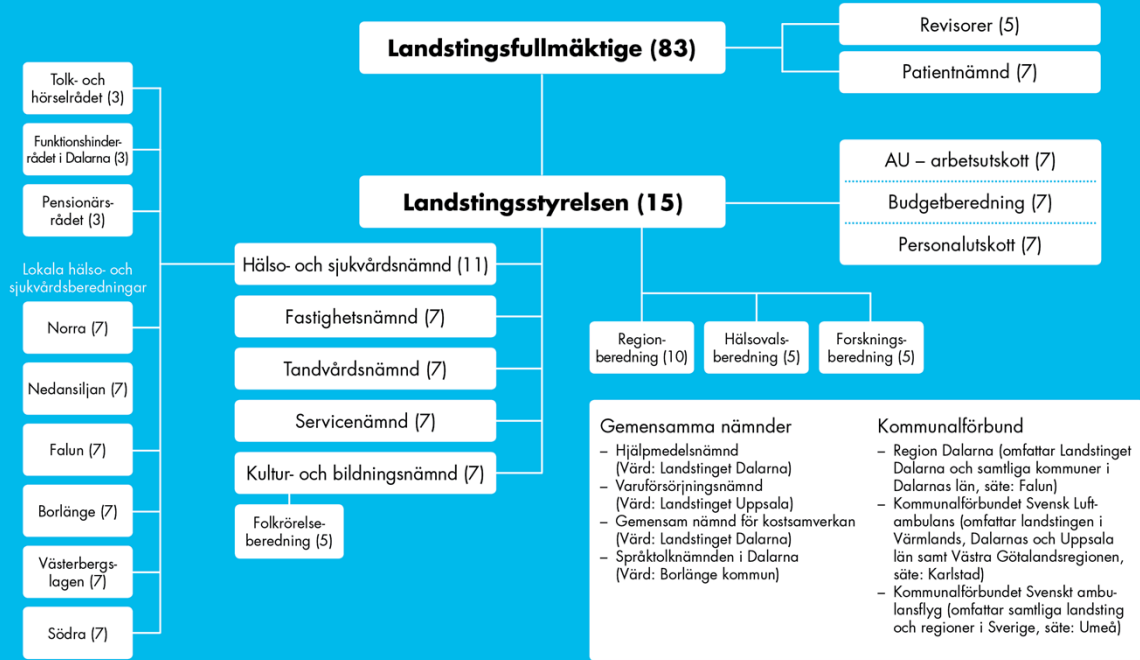 Landstingsfullmäktige (83)
Revisorer (5)
Patientnämnd (7)
Tolk- och
hörselrådet (3)
Funktionshinder-
rådet i Dalarna (3)
Pensionärs-
rådet (3)
Landstingsstyrelsen (15)
AU – arbetsutskott (7)
Budgetberedning (7)
Personalutskott (7)
Lokala hälso- och
sjukvårdsberedningar
Norra (7)
Nedansiljan (7)
Falun (7)
Borlänge (7)
Västerbergs-
lagen (7)
Södra (7)
Hälso- och sjukvårdsnämnd (11)
Fastighetsnämnd (7)
Tandvårdsnämnd (7)
Servicenämnd (7)
Kultur- och bildningsnämnd (7)
Folkrörelse-
beredning (5)
Region-
beredning (10)
Hälsovals-
beredning (5)
Forsknings-
beredning (5)
Gemensamma nämnder
– Hjälpmedelsnämnd
(Värd: Landstinget Dalarna)
– Varuförsörjningsnämnd
(Värd: Landstinget Uppsala)
– Gemensam nämnd för kostsamverkan
(Värd: Landstinget Dalarna)
– Språktolknämnden i Dalarna
(Värd: Borlänge kommun)
Kommunalförbund
– Region Dalarna (omfattar Landstinget
Dalarna och samtliga kommuner i
Dalarnas län, säte: Falun)
– Kommunalförbundet Svensk Luft-
ambulans (omfattar landstingen i
Värmlands, Dalarnas och Uppsala
län samt Västra Götalandsregionen,
säte: Karlstad)
– Kommunalförbundet Svenskt ambu-
lansflyg (omfattar samtliga landsting
och regioner i Sverige, säte: Umeå)